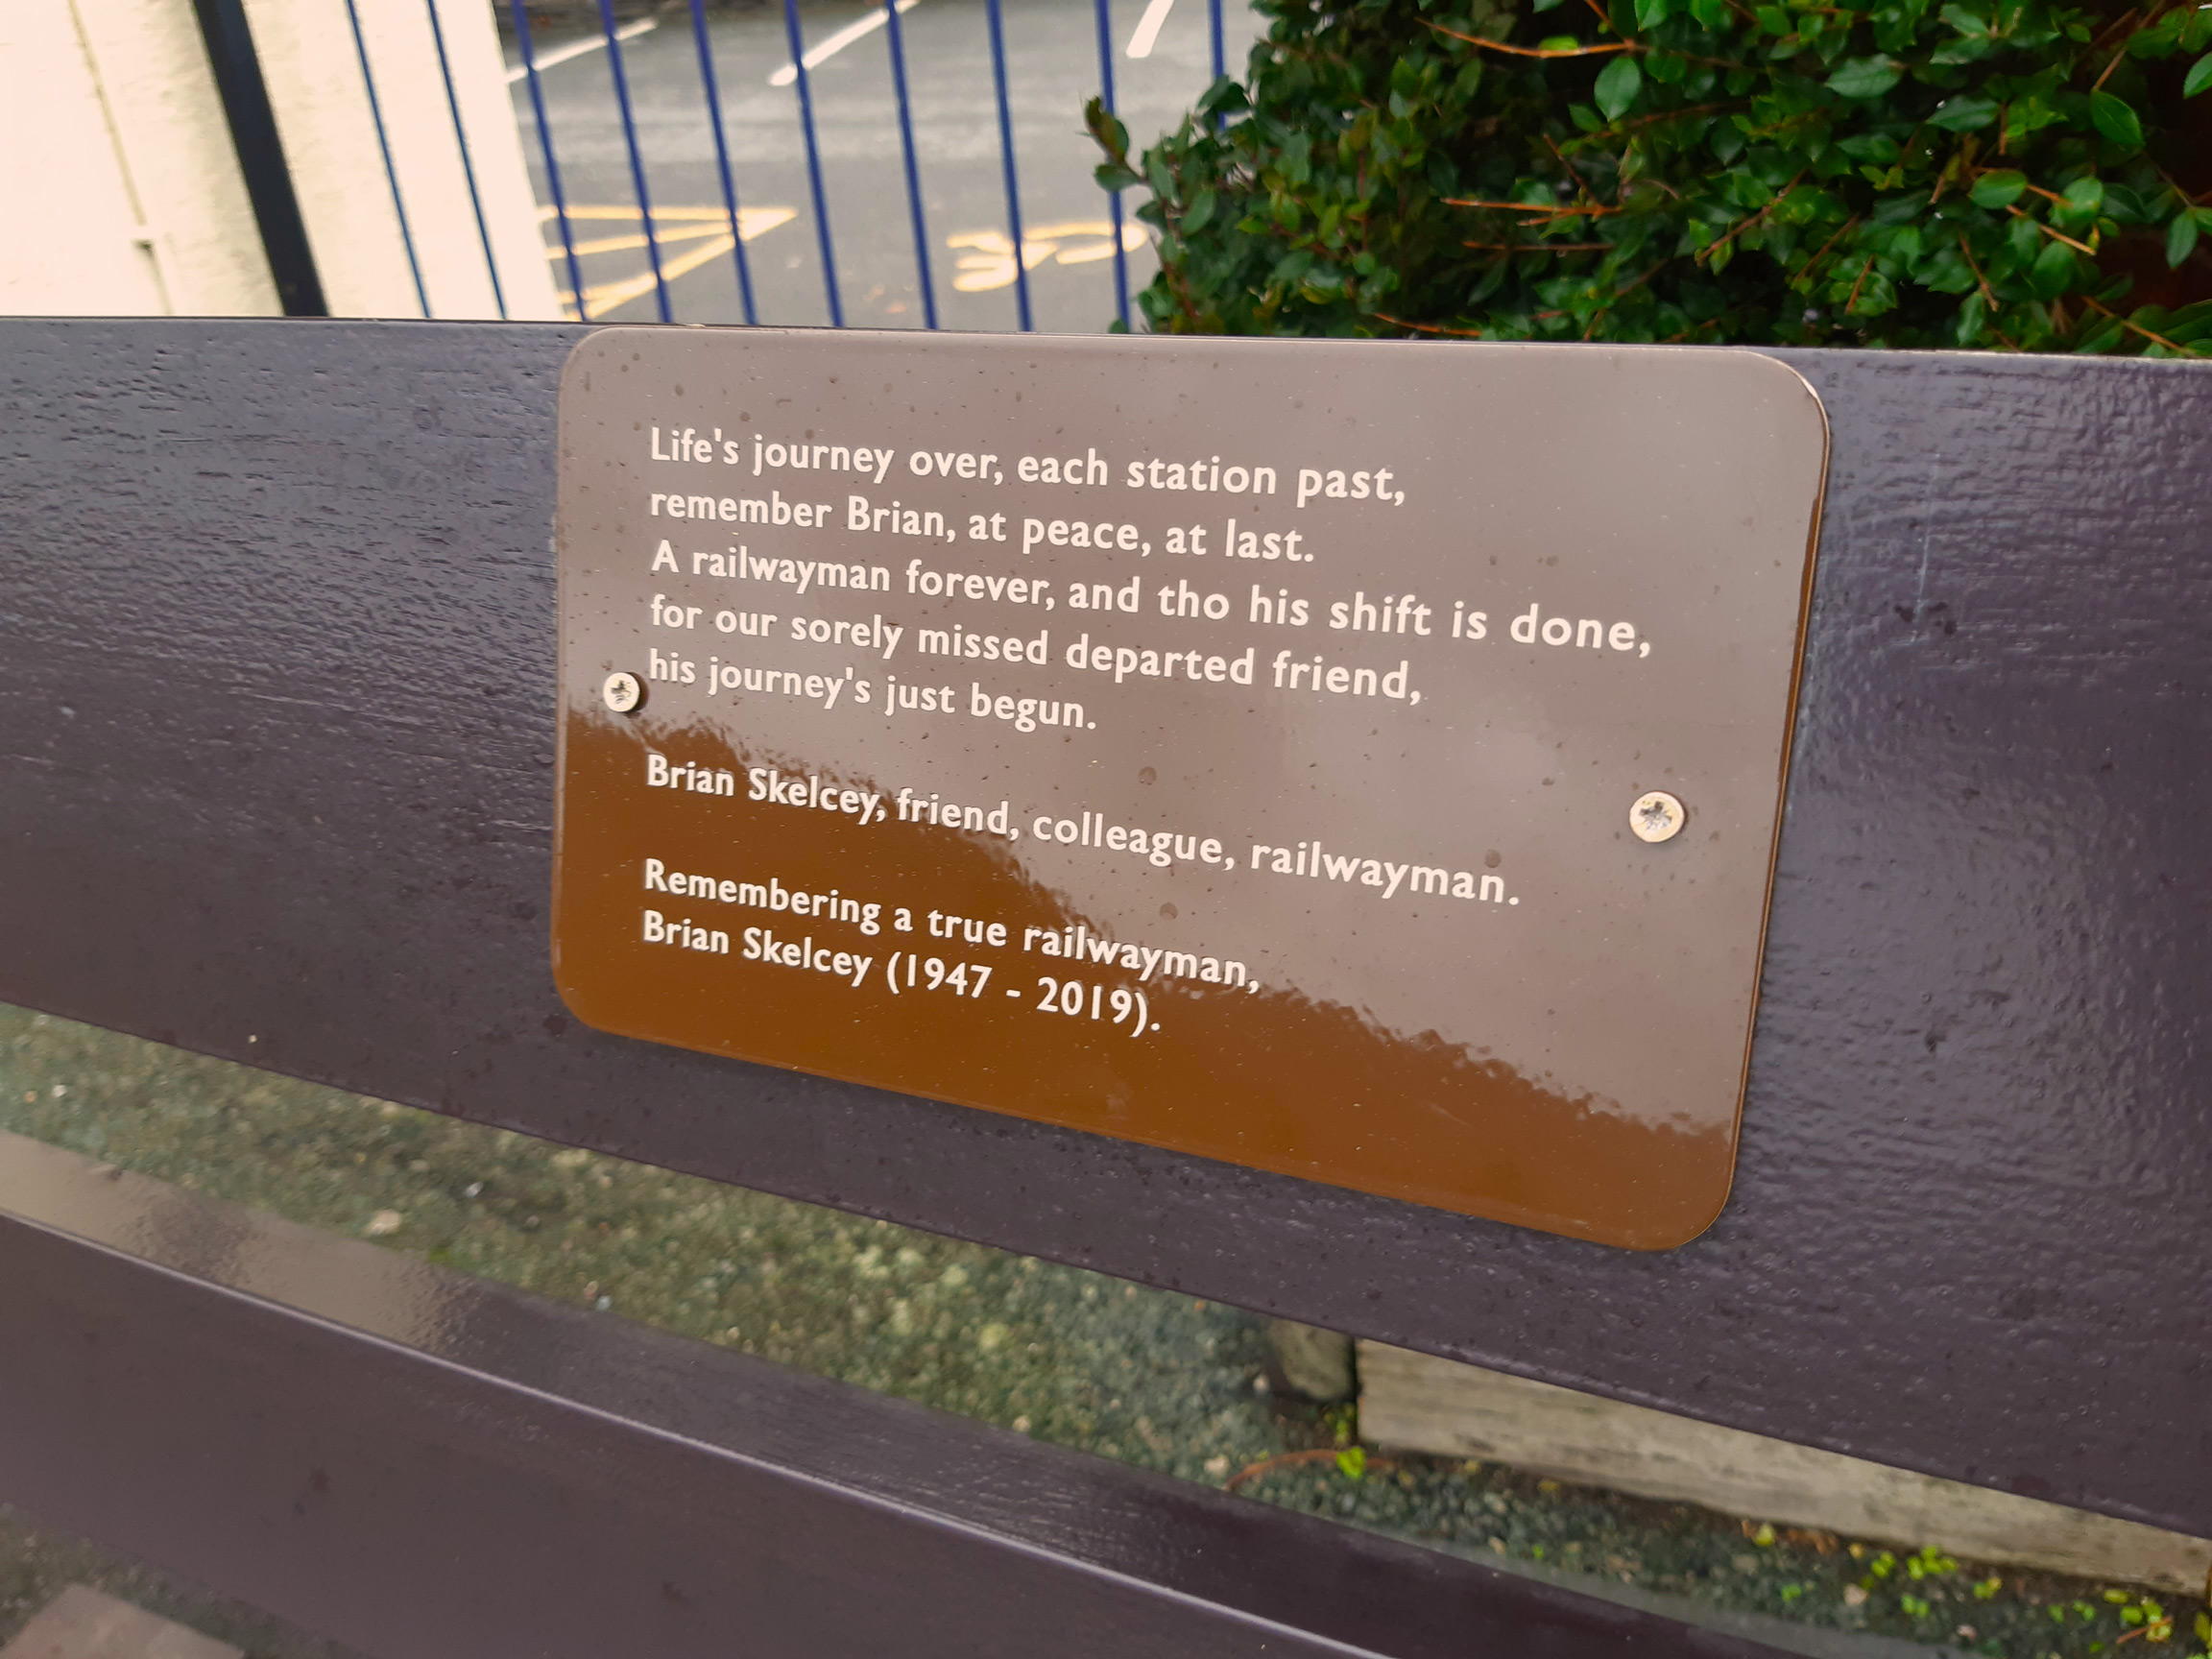 Life's journey over, each station past,
remember Brian, at peace, at last.
A railwayman forever, and tho his shift is done,
for our sorely missed departed friend,
his journey's just begun.
Brian Skelcey, friend, colleague, railwayman.
Remembering a true railwayman,
Brian Skelcey (1947 - 2019).